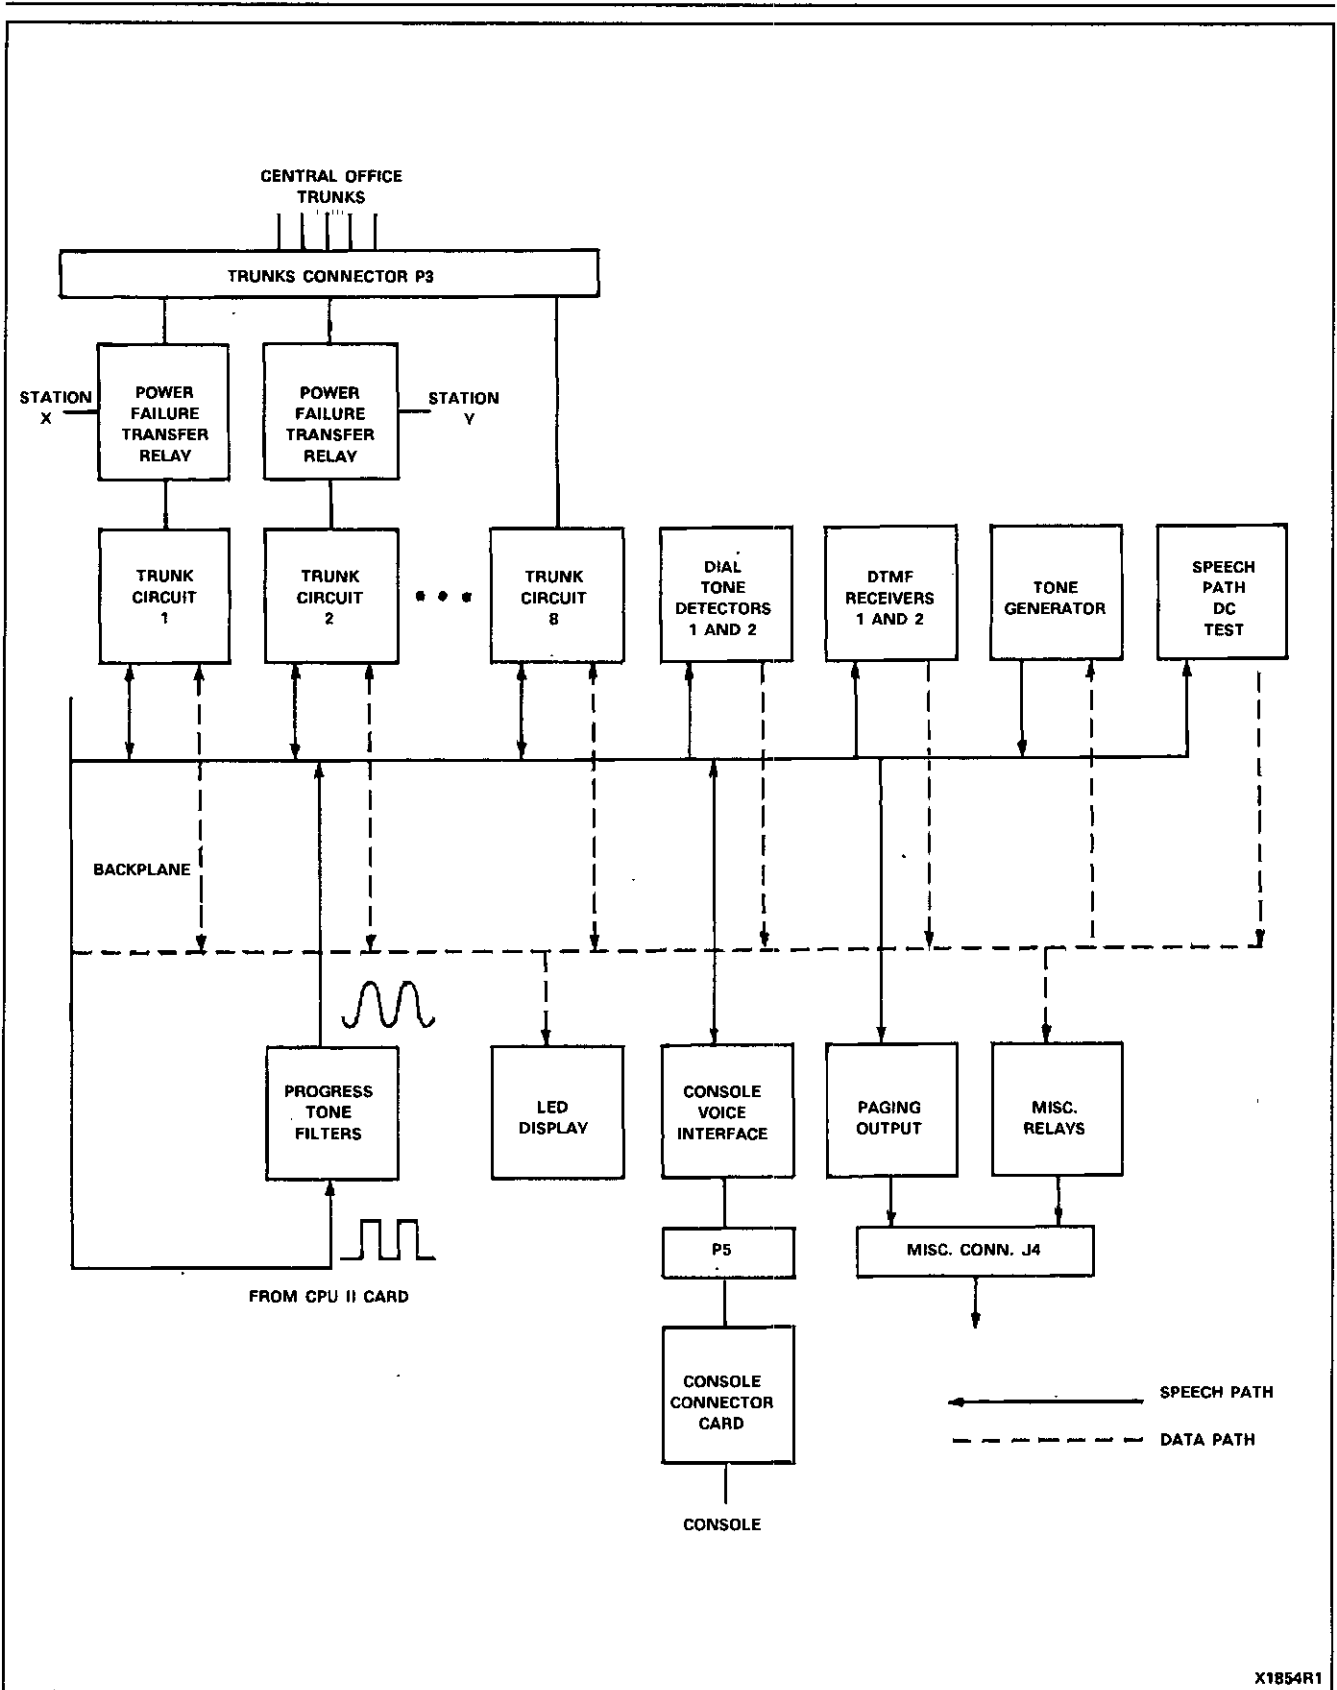 CENTRAL OFFICE
TRUNKS
TRUNKS CONNECTOR P3
STATION
X
POWER
FAILURE
TRANSFER
RELAY
POWER
FAILURE
TRANSFER
RELAY
STATION
Y
TRUNK
CIRCUIT
1
TRUNK
CIRCUIT
2
TRUNK
CIRCUIT
8
DIAL
TONE
DETECTORS
1 AND 2
DTMF
RECEIVERS
1 AND 2
TONE
GENERATOR
SPEECH
PATH
DC
TEST
BACKPLANE
PROGRESS
TONE
FILTERS
LED
DISPLAY
CONSOLE
VOICE
INTERFACE
PAGING
OUTPUT
MISC.
RELAYS
P5
MISC. CONN. J4
FROM CPU II CARD
CONSOLE
CONNECTOR
CARD
SPEECH PATH
DATA PATH
CONSOLE
X1854R1